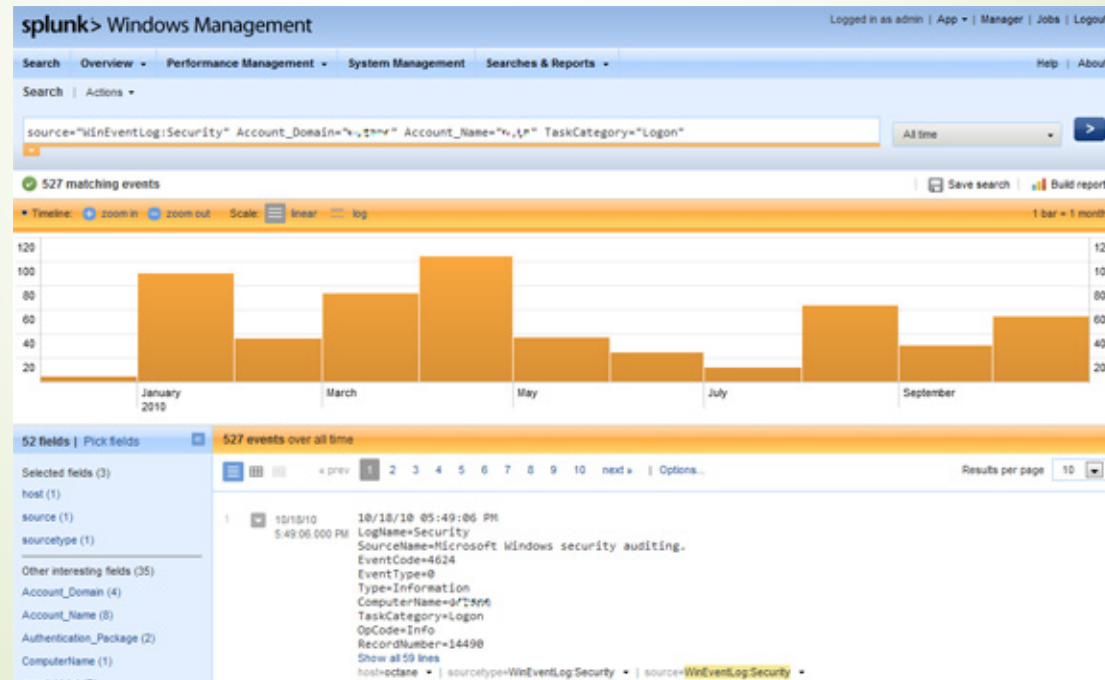 splunk> Windows Management
Logged in as admin | App | Manager | Jobs | Logout
Search Overview Performance Management System Management Searches & Reports Help | About
Search | Actions
source="WinEventLog:Security" Account_Domain=" " Account_Name=" " TaskCategory="Logon"
All time
>
527 matching events
Save search | Build report
Timeline: zoom in zoom out Scale: linear log
1 bar = 1 month
120
100
80
60
40
20
12
10
80
60
40
20
January
2010
March
May
July
September
52 fields | Pick fields
Selected fields (3)
host (1)
source (1)
sourcetype (1)
Other interesting fields (35)
Account_Domain (4)
Account_Name (8)
Authentication_Package (2)
ComputerName (1)
527 events over all time
« prev 1 2 3 4 5 6 7 8 9 10 next » | Options...
Results per page 10
1
10/18/10
5:49:06.000 PM
10/18/10 05:49:06 PM
LogName=Security
SourceName=Microsoft Windows security auditing.
EventCode=4624
EventType=0
Type=Information
ComputerName=
TaskCategory=Logon
OpCode=Info
RecordNumber=14490
Show all 59 lines
host=octane | sourcetype=WinEventLog:Security | source=WinEventLog:Security